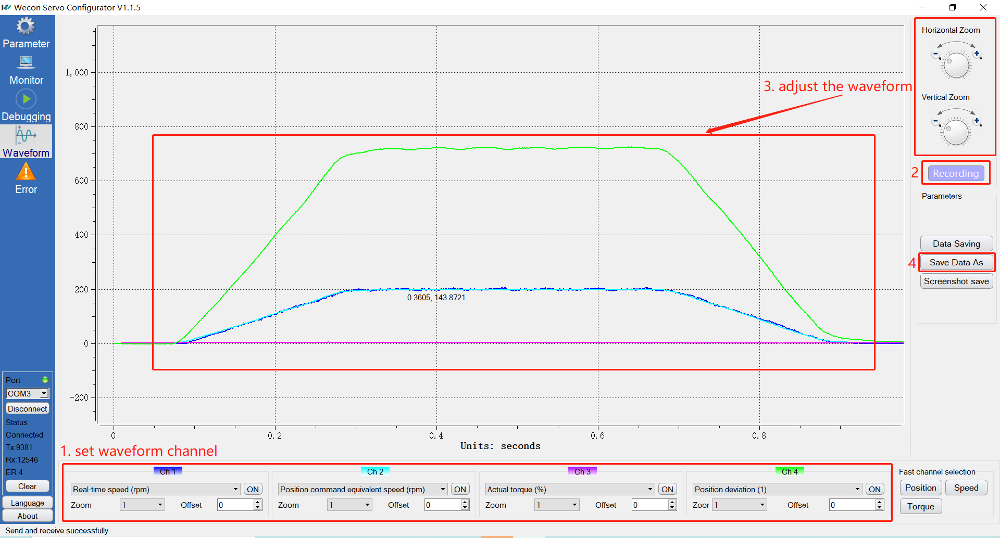 Wecon Servo Configurator V1.1.5
Parameter
Monitor
Debugging
Waveform
Error
Port
COM3
Disconnect
Status
Connected
Tx:9381
Rx:12546
ER:4
Clear
Language
About
1,000
800
600
400
200
0
-200
0 0.2 0.4 0.6 0.8
Units: seconds
0.3605, 143.8721
3. adjust the waveform
1. set waveform channel
Ch 1
Real-time speed (rpm) ON
Zoom 1 Offset 0
Ch 2
Position command equivalent speed (rpm) ON
Zoom 1 Offset 0
Ch 3
Actual torque (%) ON
Zoom 1 Offset 0
Ch 4
Position deviation (1) ON
Zoor 1 Offset 0
Horizontal Zoom
- +
Vertical Zoom
- +
2 Recording
Parameters
Data Saving
4 Save Data As
Screenshot save
Fast channel selection
Position Speed
Torque
Send and receive successfully